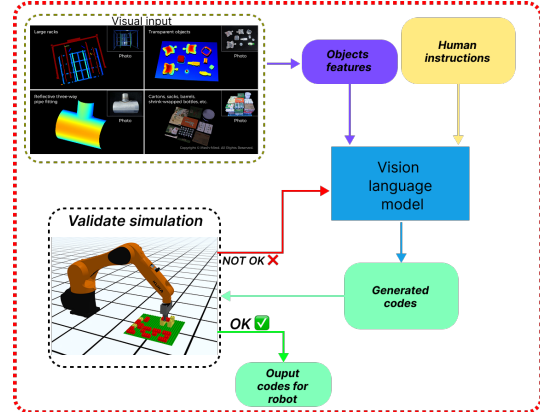 Visual input
Large racks
Photo
Transparent objects
Photo
Reflective three-way
pipe fitting
Photo
Cartons, sacks, barrels,
shrink-wrapped bottles, etc.
Photo
Objects
features
Human
instructions
Vision
language
model
Validate simulation
NOT OK ❌
Generated
codes
OK ✅
Ouput
codes for
robot